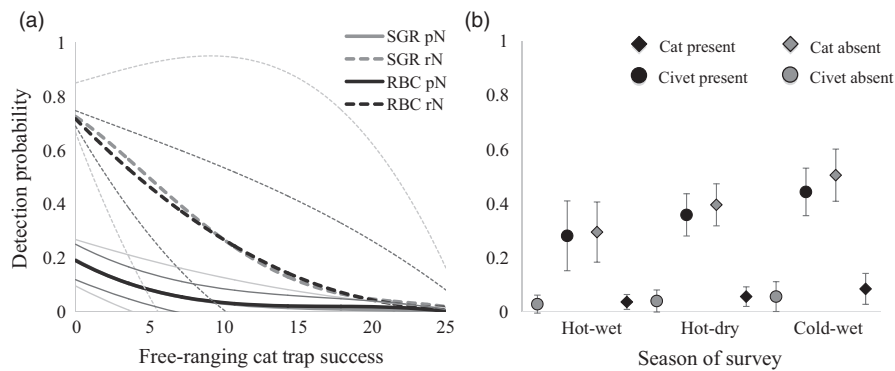 (a)
SGR pN
SGR rN
RBC pN
RBC rN
1
0.8
0.6
0.4
0.2
0
Detection probability
0
5
10
15
20
25
Free-ranging cat trap success
(b)
Cat present
Cat absent
Civet present
Civet absent
1
0.8
0.6
0.4
0.2
0
Hot-wet
Hot-dry
Cold-wet
Season of survey